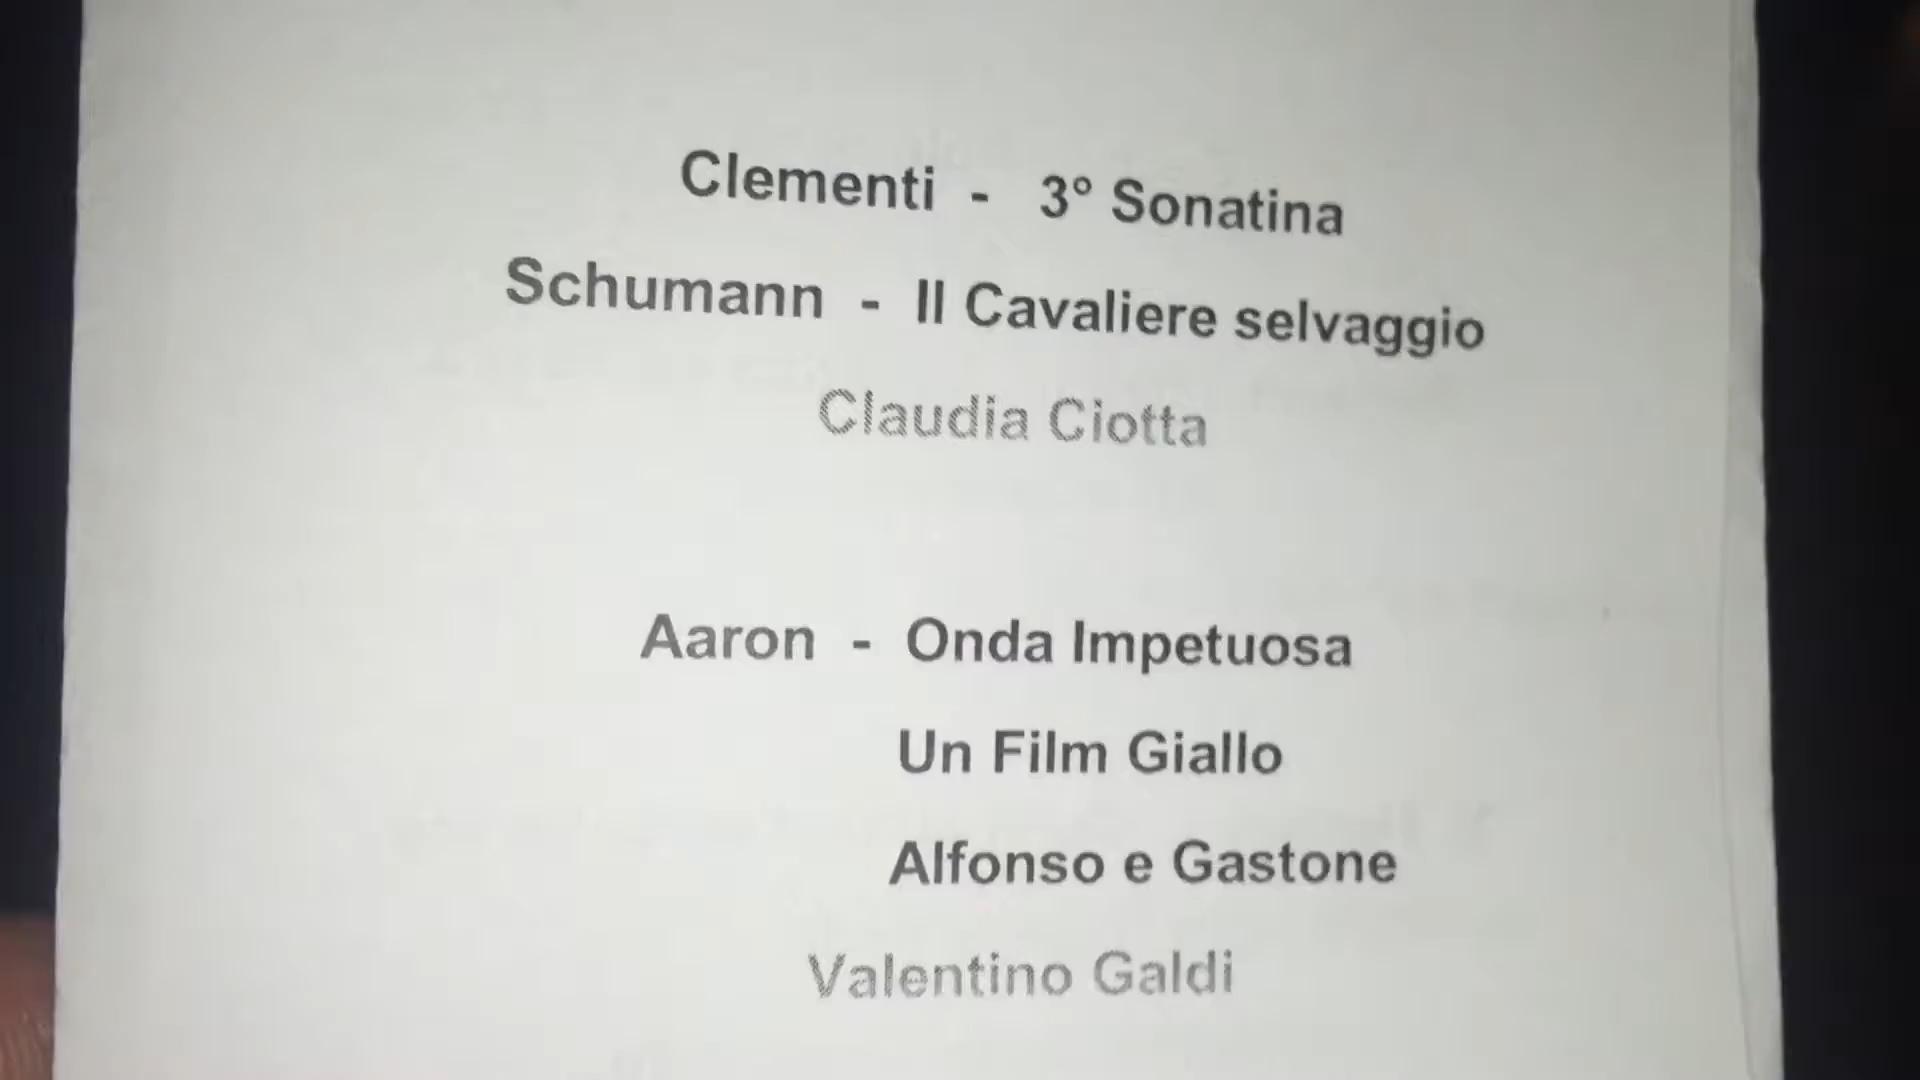 Clementi - 3° Sonatina
Schumann - Il Cavaliere selvaggio
Claudia Ciotta
Aaron - Onda Impetuosa
Un Film Giallo
Alfonso e Gastone
Valentino Galdi